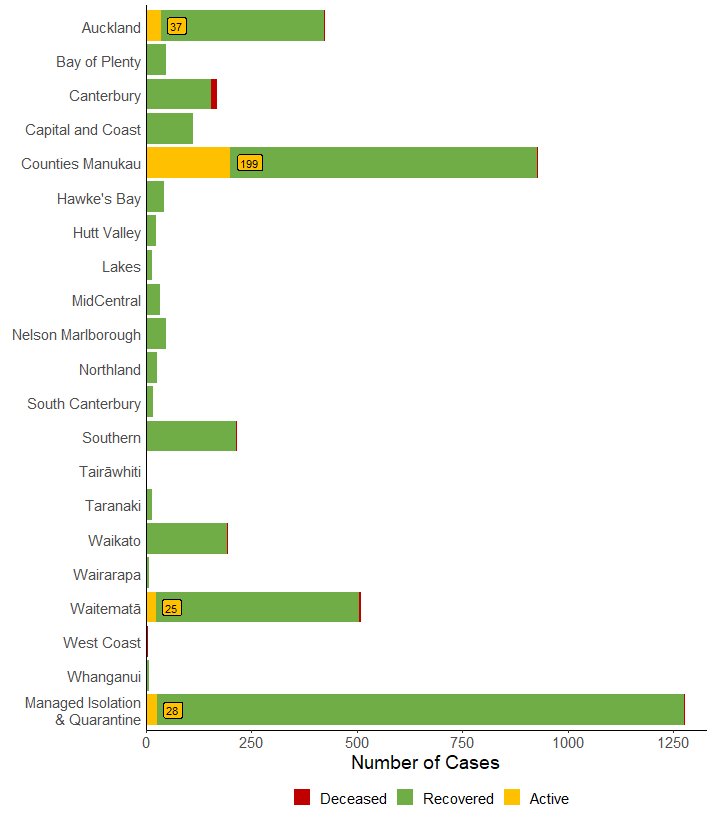 Auckland
37
Bay of Plenty
Canterbury
Capital and Coast
Counties Manukau
199
Hawke's Bay
Hutt Valley
Lakes
MidCentral
Nelson Marlborough
Northland
South Canterbury
Southern
Tairāwhiti
Taranaki
Waikato
Wairarapa
Waitematā
25
West Coast
Whanganui
Managed Isolation
& Quarantine
28
0 250 500 750 1000 1250
Number of Cases
Deceased Recovered Active